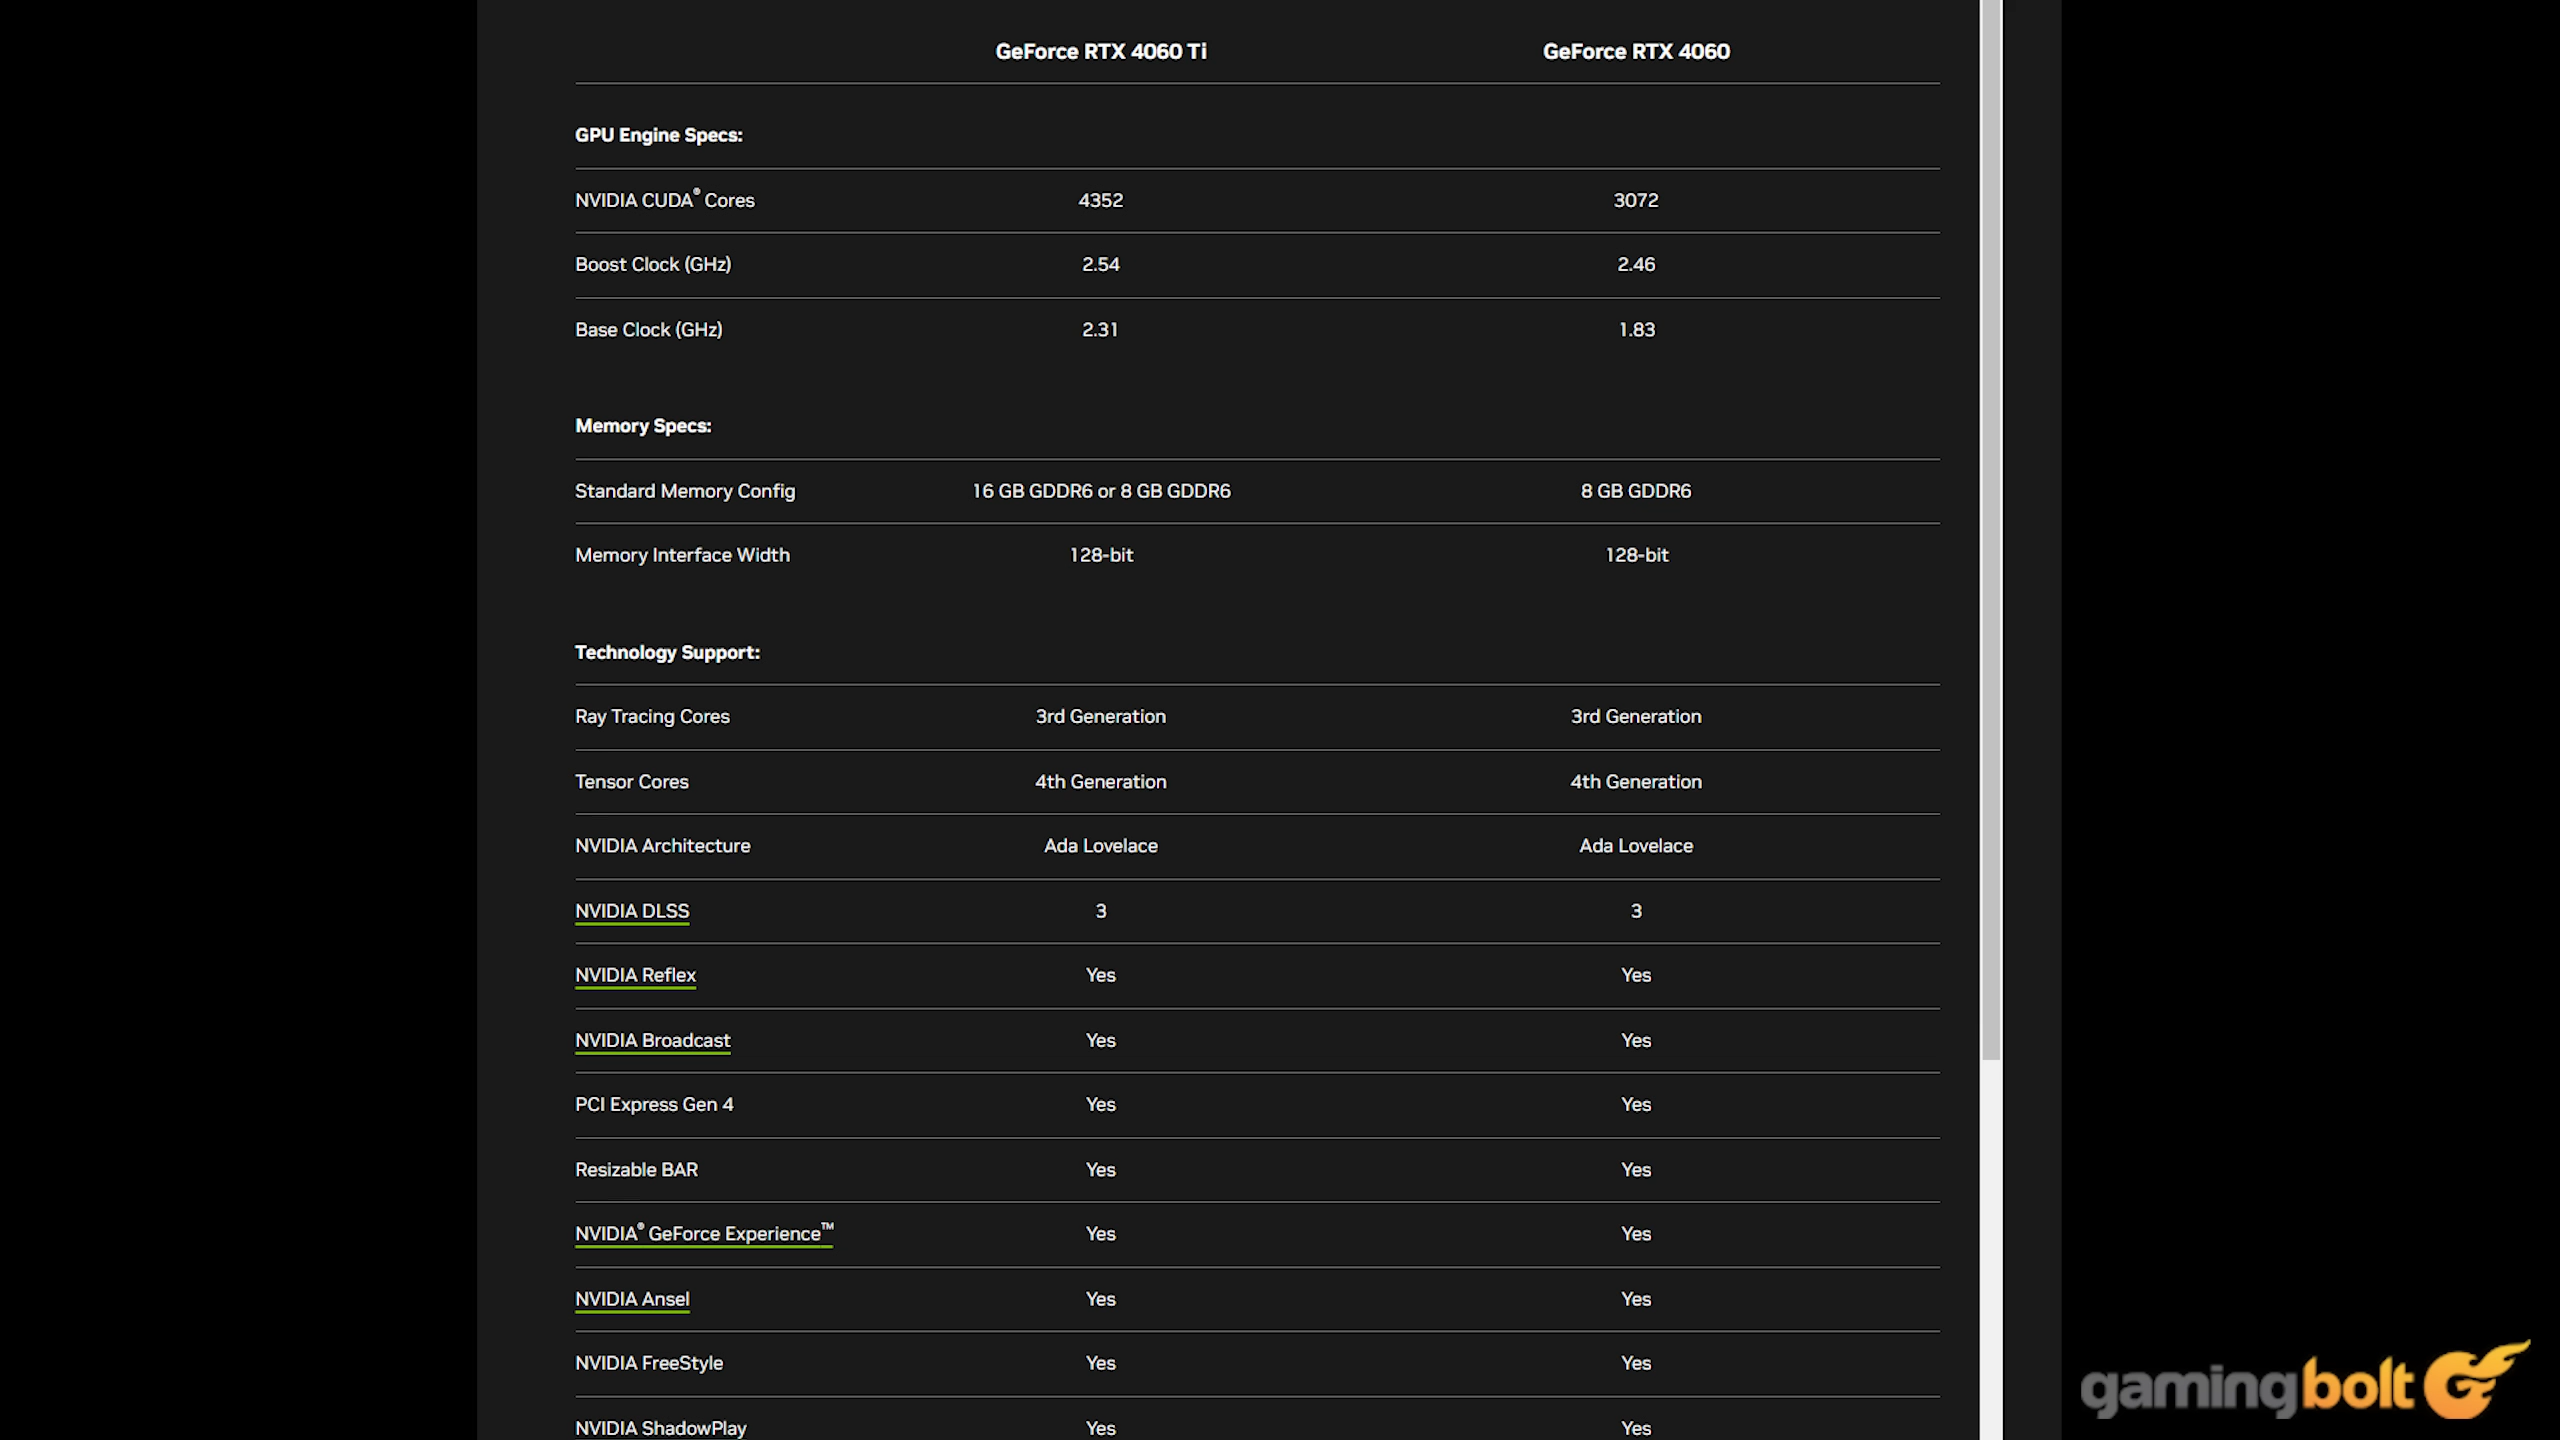 GeForce RTX 4060 Ti GeForce RTX 4060
GPU Engine Specs:
NVIDIA CUDA® Cores 4352 3072
Boost Clock (GHz) 2.54 2.46
Base Clock (GHz) 2.31 1.83
Memory Specs:
Standard Memory Config 16 GB GDDR6 or 8 GB GDDR6 8 GB GDDR6
Memory Interface Width 128-bit 128-bit
Technology Support:
Ray Tracing Cores 3rd Generation 3rd Generation
Tensor Cores 4th Generation 4th Generation
NVIDIA Architecture Ada Lovelace Ada Lovelace
NVIDIA DLSS 3 3
NVIDIA Reflex Yes Yes
NVIDIA Broadcast Yes Yes
PCI Express Gen 4 Yes Yes
Resizable BAR Yes Yes
NVIDIA® GeForce Experience™ Yes Yes
NVIDIA Ansel Yes Yes
NVIDIA FreeStyle Yes Yes
NVIDIA ShadowPlay Yes Yes
gamingbolt